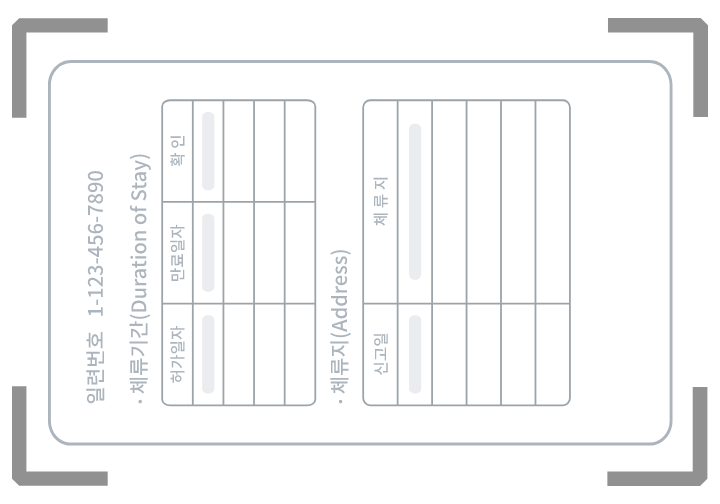 일련번호 1-123-456-7890
· 체류기간(Duration of Stay)
허가일자 만료일자 확 인
· 체류지(Address)
신고일 체 류 지